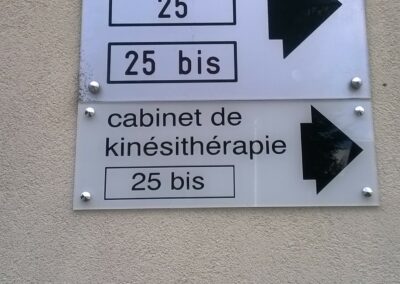 25
25 bis
cabinet de
kinésithérapie
25 bis